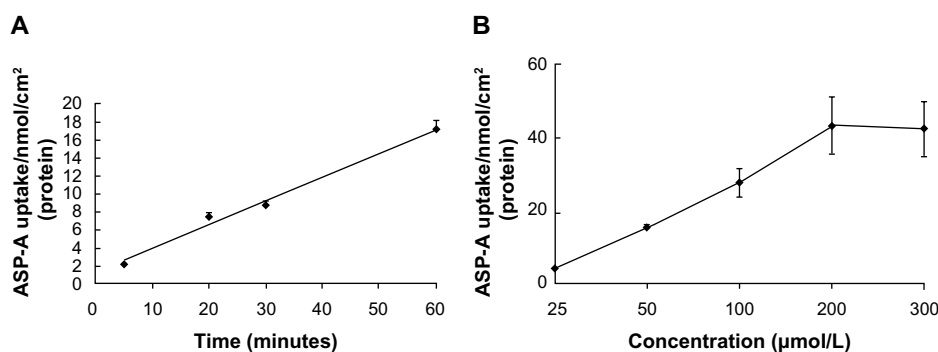 A
ASP-A uptake/nmol/cm²
(protein)
20
18
16
14
12
10
8
6
4
2
0
0 10 20 30 40 50 60
Time (minutes)
B
ASP-A uptake/nmol/cm²
(protein)
60
40
20
0
25 50 100 200 300
Concentration (μmol/L)